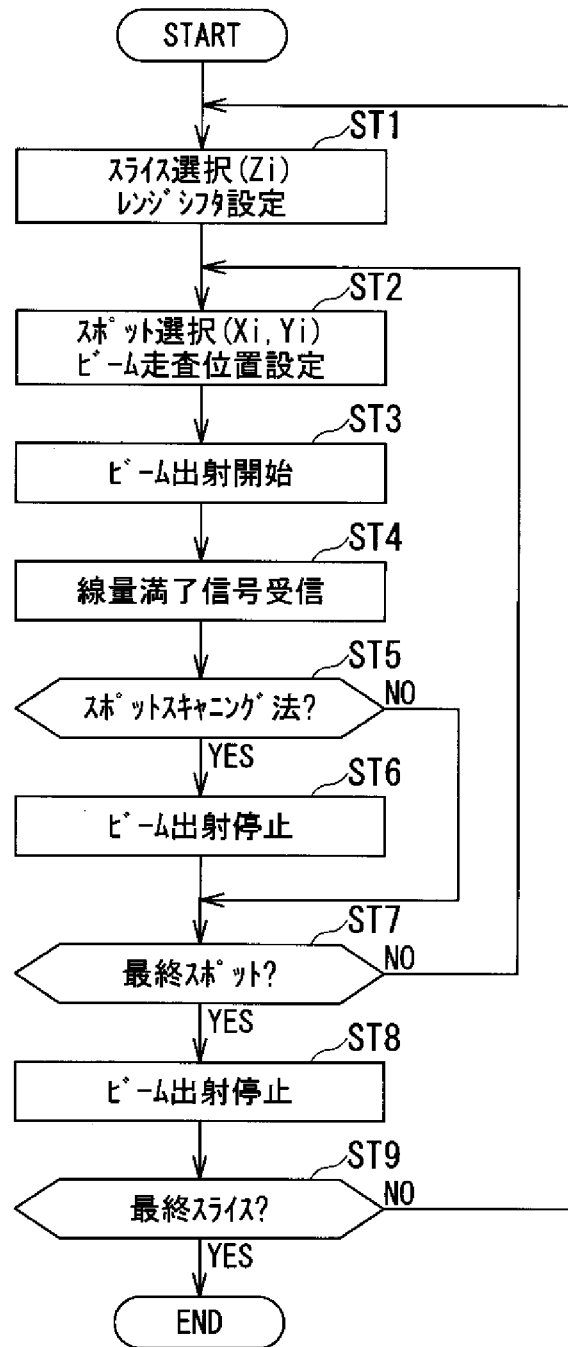 START
ST1
スライス選択(Zi)
レンジシフタ設定
ST2
スポット選択(Xi,Yi)
ビーム走査位置設定
ST3
ビーム出射開始
ST4
線量満了信号受信
ST5
スポットスキャニング法?
NO
YES
ST6
ビーム出射停止
ST7
最終スポット?
NO
YES
ST8
ビーム出射停止
ST9
最終スライス?
NO
YES
END